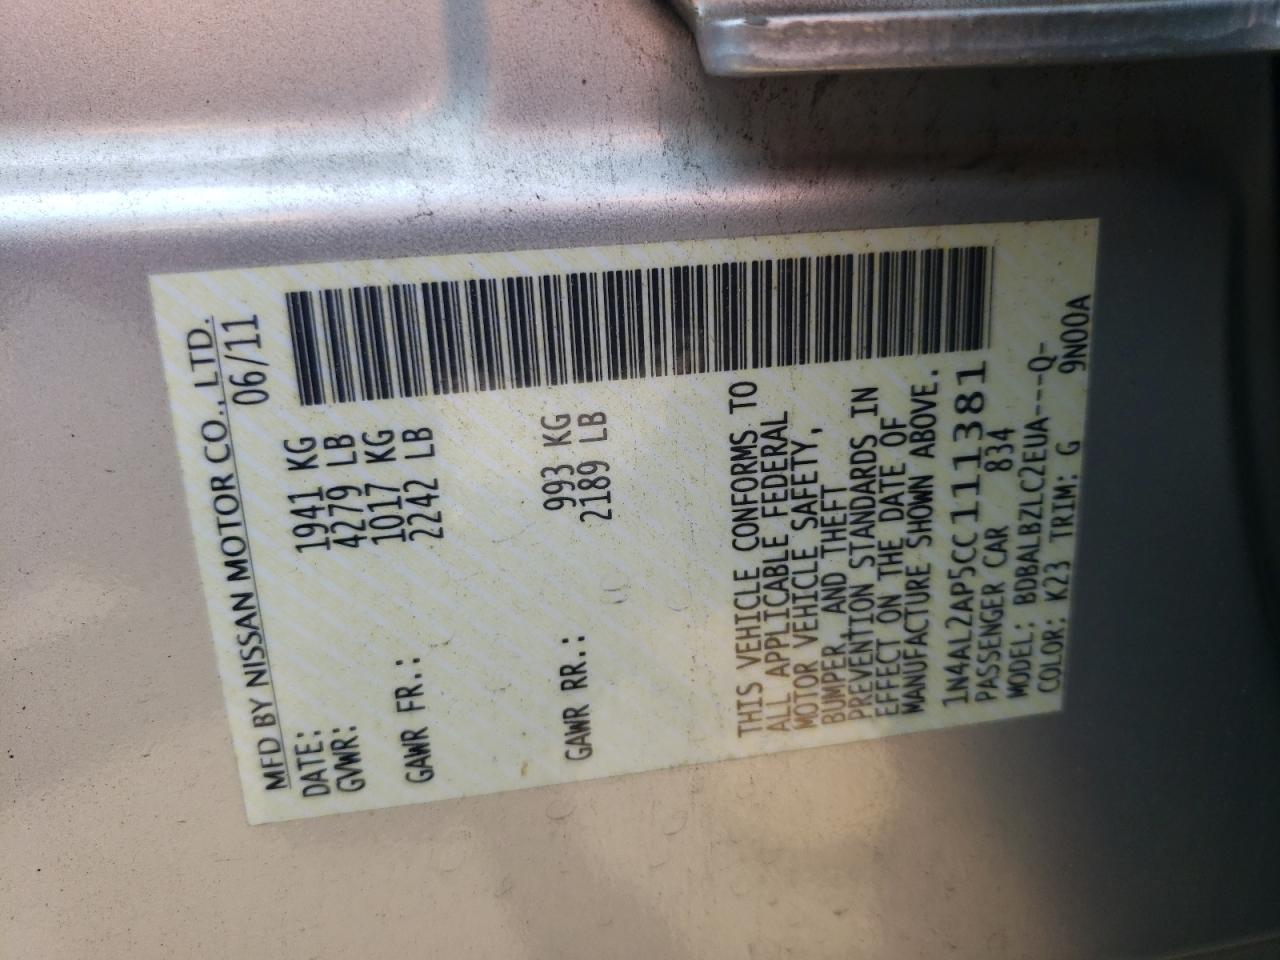 MFD BY NISSAN MOTOR CO., LTD.
DATE: 06/11
GVWR: 1941 KG
4279 LB
GAWR FR.: 1017 KG
2242 LB
GAWR RR.: 993 KG
2189 LB
THIS VEHICLE CONFORMS TO
ALL APPLICABLE FEDERAL
MOTOR VEHICLE SAFETY,
BUMPER, AND THEFT
PREVENTION STANDARDS IN
EFFECT ON THE DATE OF
MANUFACTURE SHOWN ABOVE.
1N4AL2AP5CC111381
PASSENGER CAR 834
MODEL: BDBALBZLC2EUA---Q-
COLOR: K23 TRIM: G 9N00A